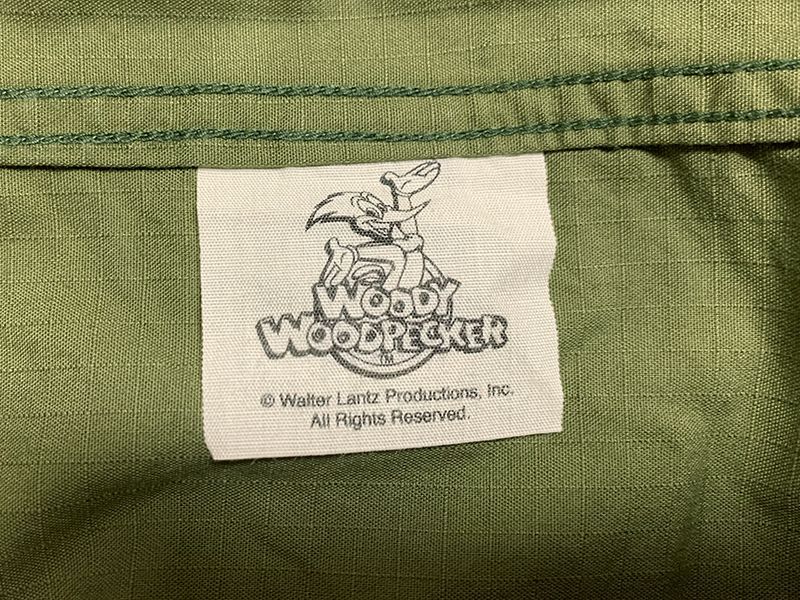 WOODY
WOODPECKER
TM
© Walter Lantz Productions, Inc.
All Rights Reserved.